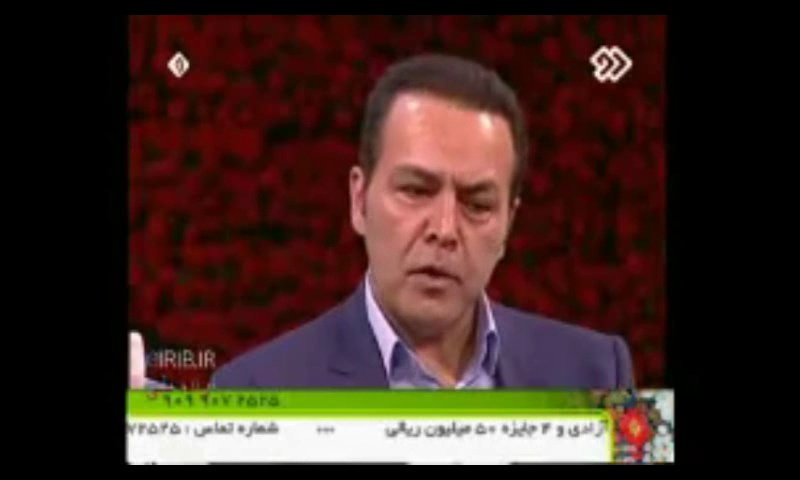 @IRIB.IR
۹۰۹ ۹۰۷ ۲۵۲۵
آزادی و ۴ جایزه ۵۰ میلیون ریالی ... شماره تماس : ۷۲۵۲۵